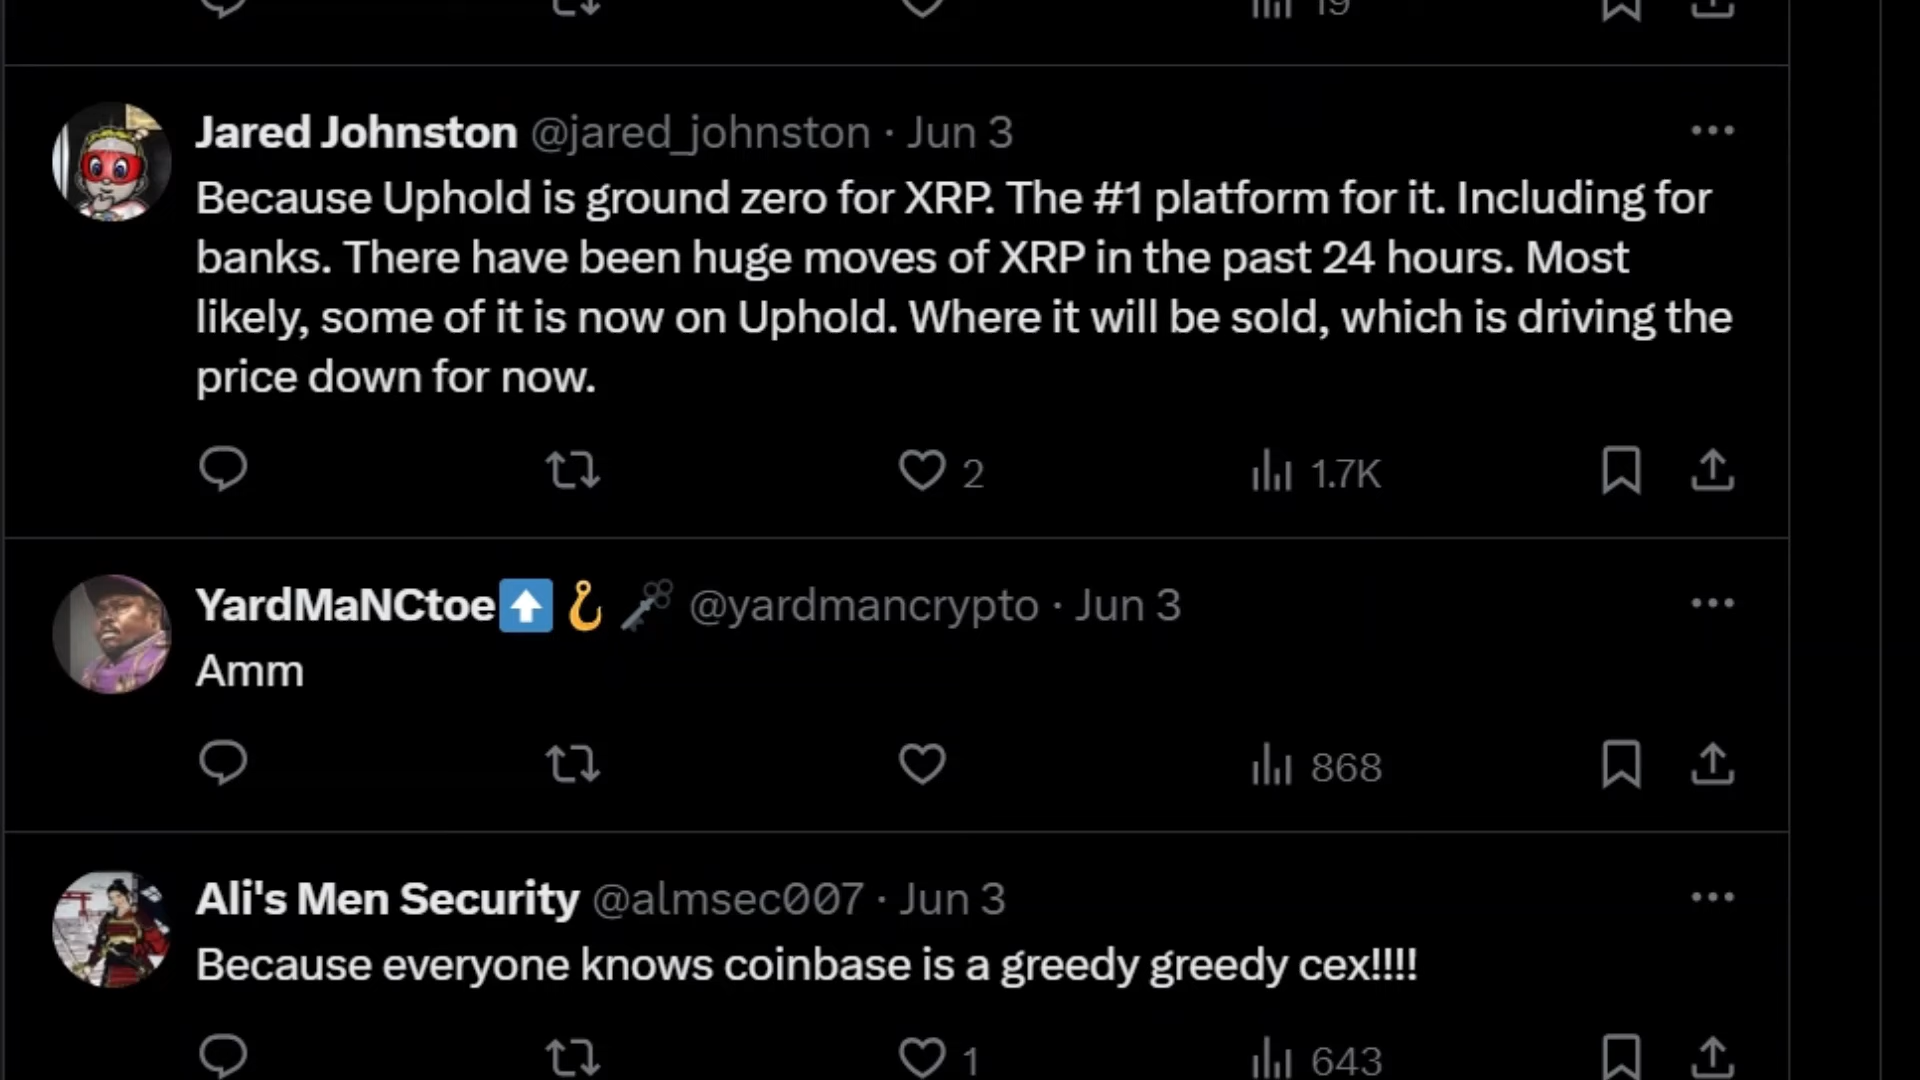 19
Jared Johnston @jared_johnston · Jun 3
Because Uphold is ground zero for XRP. The #1 platform for it. Including for
banks. There have been huge moves of XRP in the past 24 hours. Most
likely, some of it is now on Uphold. Where it will be sold, which is driving the
price down for now.
2 1.7K
YardMaNCtoe⬆️🪝🗝️ @yardmancrypto · Jun 3
Amm
868
Ali's Men Security @almsec007 · Jun 3
Because everyone knows coinbase is a greedy greedy cex!!!!
1 643